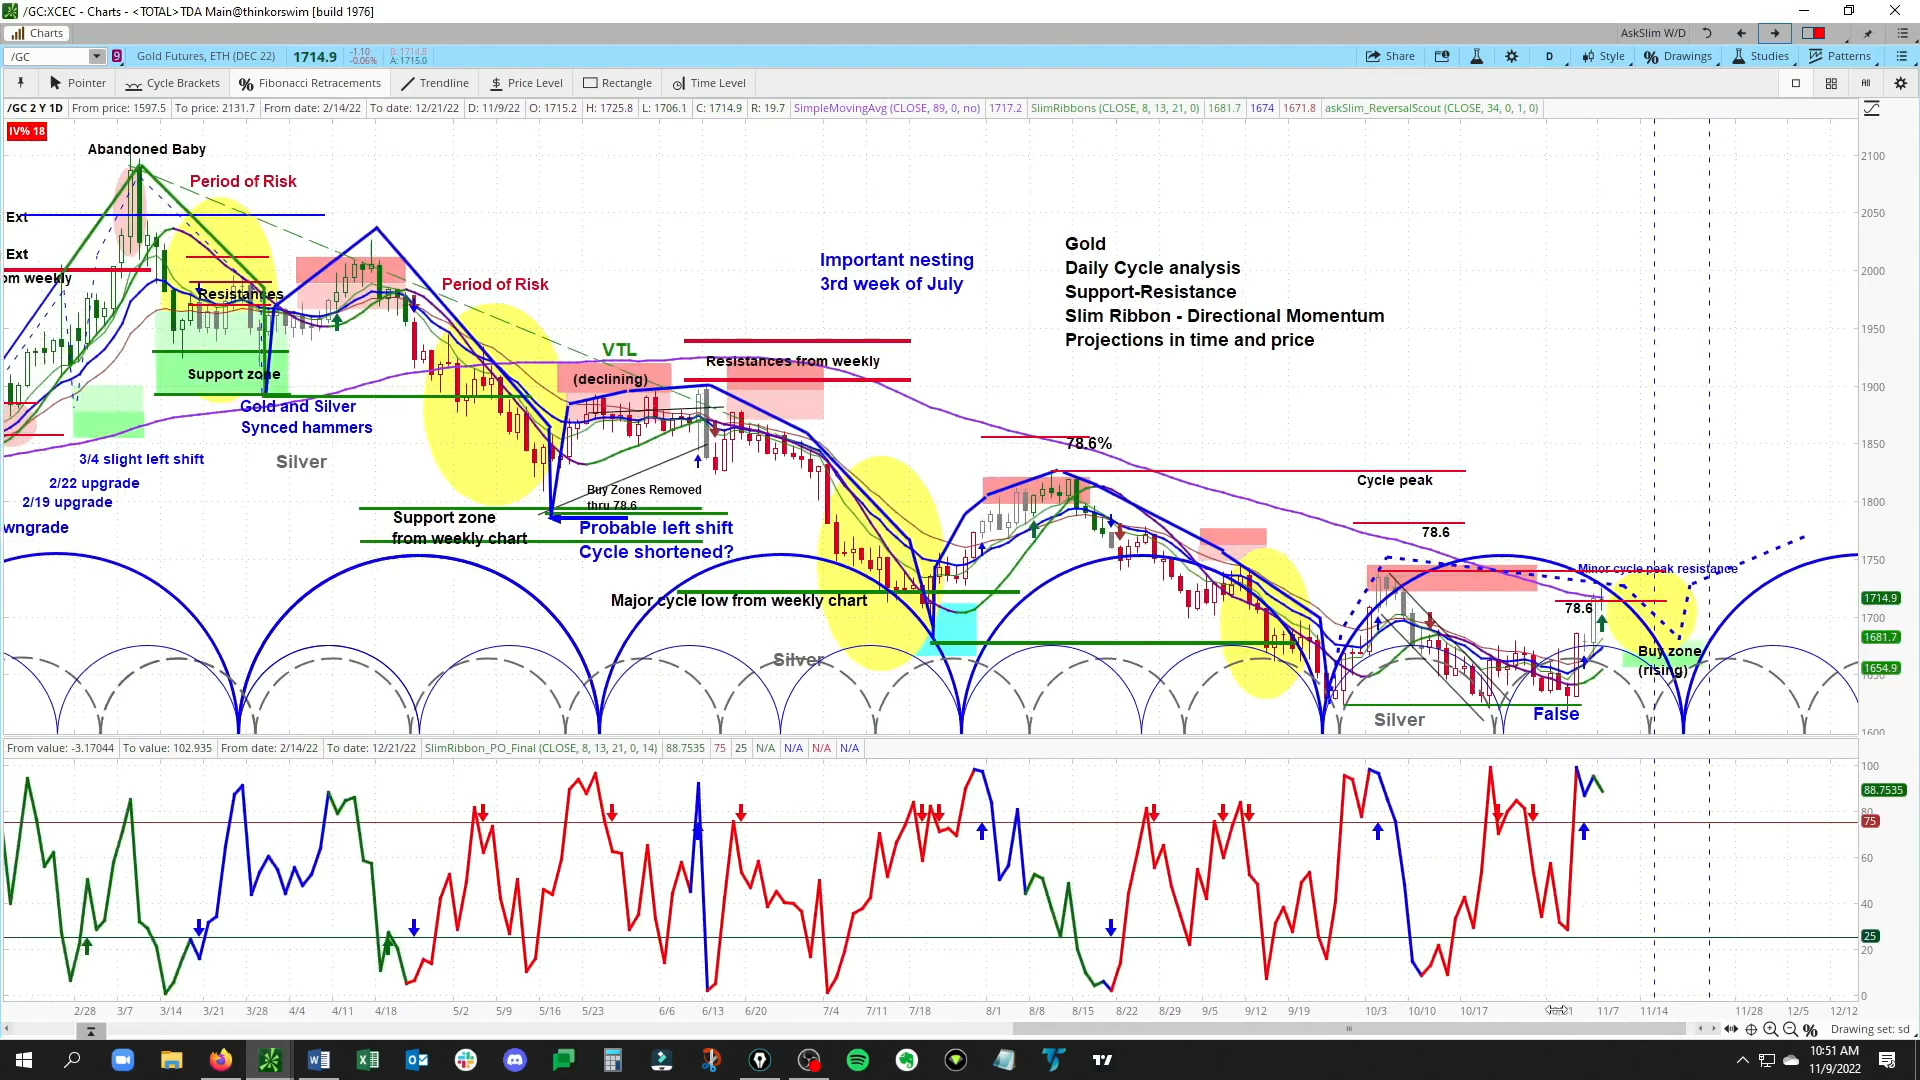 /GC:XCEC - Charts - <TOTAL>TDA Main@thinkorswim [build 1976]
Charts
AskSlim W/D
/GC
9
Gold Futures, ETH (DEC 22)
1714.9
-1.10
-0.06%
B: 1714.8
A: 1715.0
Share
D
Style
Drawings
Studies
Patterns
Pointer
Cycle Brackets
Fibonacci Retracements
Trendline
Price Level
Rectangle
Time Level
All
/GC 2 Y 1D
From price: 1597.5
To price: 2131.7
From date: 2/14/22
To date: 12/21/22
D: 11/9/22
O: 1715.2
H: 1725.8
L: 1706.1
C: 1714.9
R: 19.7
SimpleMovingAvg (CLOSE, 89, 0, no)
1717.2
SlimRibbons (CLOSE, 8, 13, 21, 0)
1681.7
1674
1671.8
askSlim_ReversalScout (CLOSE, 34, 0, 1, 0)
IV% 18
Abandoned Baby
Period of Risk
Ext
Ext
om weekly
Resistances
Support zone
Gold and Silver
Synced hammers
3/4 slight left shift
Silver
2/22 upgrade
2/19 upgrade
wngrade
Period of Risk
VTL
(declining)
Resistances from weekly
Important nesting
3rd week of July
Gold
Daily Cycle analysis
Support-Resistance
Slim Ribbon - Directional Momentum
Projections in time and price
Buy Zones Removed
thru 78.6
Support zone
from weekly chart
Probable left shift
Cycle shortened?
Major cycle low from weekly chart
Silver
78.6%
Cycle peak
78.6
Minor cycle peak resistance
78.6
Buy zone
(rising)
Silver
False
2100
2050
2000
1950
1900
1850
1800
1750
1714.9
1700
1681.7
1654.9
1650
1600
From value: -3.17044
To value: 102.935
From date: 2/14/22
To date: 12/21/22
SlimRibbon_PO_Final (CLOSE, 8, 13, 21, 0, 14)
88.7535
75
25
N/A
N/A
N/A
N/A
100
88.7535
80
75
60
40
25
20
0
2/28
3/7
3/14
3/21
3/28
4/4
4/11
4/18
5/2
5/9
5/16
5/23
6/6
6/13
6/20
7/4
7/11
7/18
8/1
8/8
8/15
8/22
8/29
9/5
9/12
9/19
10/3
10/10
10/17
11/7
11/14
11/28
12/5
12/12
Drawing set: sd
10:51 AM
11/9/2022